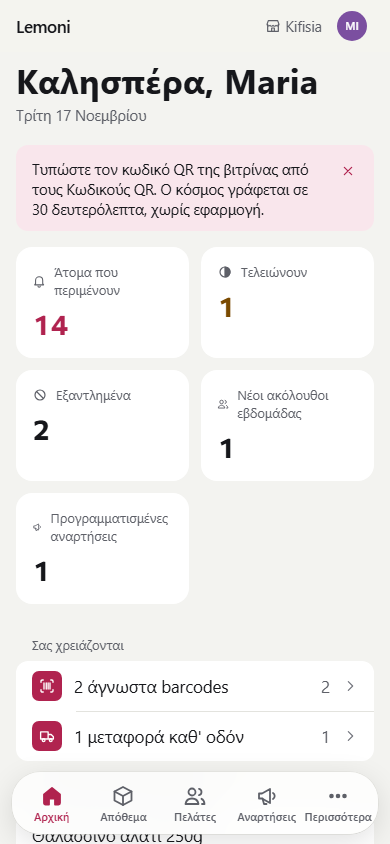 Lemoni
Kifisia
MI
Καλησπέρα, Maria
Τρίτη 17 Νοεμβρίου
Τυπώστε τον κωδικό QR της βιτρίνας από
τους Κωδικούς QR. Ο κόσμος γράφεται σε
30 δευτερόλεπτα, χωρίς εφαρμογή.
Άτομα που
περιμένουν
14
Τελειώνουν
1
Εξαντλημένα
2
Νέοι ακόλουθοι
εβδομάδας
1
Προγραμματισμένες
αναρτήσεις
1
Σας χρειάζονται
2 άγνωστα barcodes
2
1 μεταφορά καθ' οδόν
1
Αρχική
Απόθεμα
Πελάτες
Αναρτήσεις
Περισσότερα
Θαλασσινό αλάτι 250g